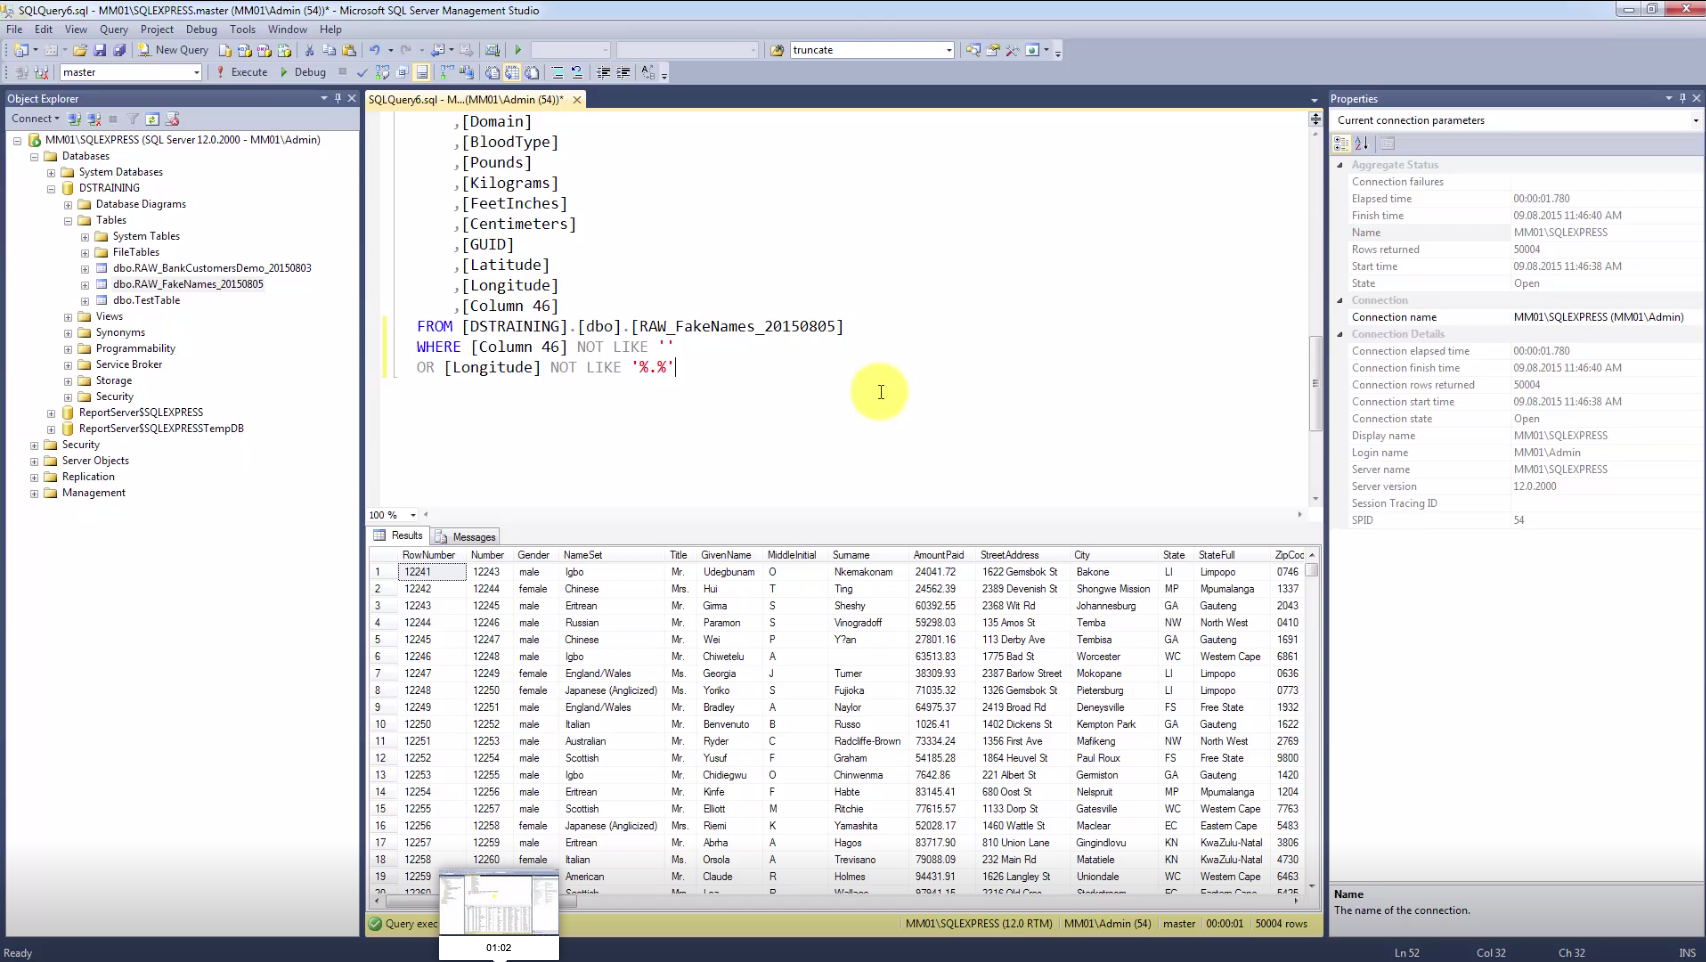 SQLQuery6.sql - MM01\SQLEXPRESS.master (MM01\Admin (54))* - Microsoft SQL Server Management Studio
File Edit View Query Project Debug Tools Window Help
New Query truncate
master Execute Debug
Object Explorer
Connect
MM01\SQLEXPRESS (SQL Server 12.0.2000 - MM01\Admin)
Databases
System Databases
DSTRAINING
Database Diagrams
Tables
System Tables
FileTables
dbo.RAW_BankCustomersDemo_20150803
dbo.RAW_FakeNames_20150805
dbo.TestTable
Views
Synonyms
Programmability
Service Broker
Storage
Security
ReportServer$SQLEXPRESS
ReportServer$SQLEXPRESSTempDB
Security
Server Objects
Replication
Management
SQLQuery6.sql - M...(MM01\Admin (54))*
,[Domain]
,[BloodType]
,[Pounds]
,[Kilograms]
,[FeetInches]
,[Centimeters]
,[GUID]
,[Latitude]
,[Longitude]
,[Column 46]
FROM [DSTRAINING].[dbo].[RAW_FakeNames_20150805]
WHERE [Column 46] NOT LIKE ''
OR [Longitude] NOT LIKE '%.%'
100 %
Results Messages
RowNumber Number Gender NameSet Title GivenName MiddleInitial Surname AmountPaid StreetAddress City State StateFull ZipCod
1 12241 12243 male Igbo Mr. Udegbunam O Nkemakonam 24041.72 1622 Gemsbok St Bakone LI Limpopo 0746
2 12242 12244 female Chinese Mrs. Hui T Ting 24562.39 2389 Devenish St Shongwe Mission MP Mpumalanga 1337
3 12243 12245 male Eritrean Mr. Girma S Sheshy 60392.55 2368 Wit Rd Johannesburg GA Gauteng 2043
4 12244 12246 male Russian Mr. Paramon S Vinogradoff 59298.03 135 Amos St Temba NW North West 0410
5 12245 12247 male Chinese Mr. Wei P Y?an 27801.16 113 Derby Ave Tembisa GA Gauteng 1691
6 12246 12248 male Igbo Mr. Chiwetelu A 63513.83 1775 Bad St Worcester WC Western Cape 6861
7 12247 12249 female England/Wales Ms. Georgia J Turner 38309.93 2387 Barlow Street Mokopane LI Limpopo 0636
8 12248 12250 female Japanese (Anglicized) Ms. Yoriko S Fujioka 71035.32 1326 Gemsbok St Pietersburg LI Limpopo 0773
9 12249 12251 male England/Wales Mr. Bradley A Naylor 64975.37 2419 Broad Rd Deneysville FS Free State 1932
10 12250 12252 male Italian Mr. Benvenuto B Russo 1026.41 1402 Dickens St Kempton Park GA Gauteng 1622
11 12251 12253 male Australian Mr. Ryder C Radcliffe-Brown 73334.24 1356 First Ave Mafikeng NW North West 2769
12 12252 12254 male Scottish Mr. Yusuf F Graham 54185.28 1864 Heuvel St Paul Roux FS Free State 9800
13 12253 12255 male Igbo Mr. Chidiegwu O Chinwenma 7642.86 221 Albert St Germiston GA Gauteng 1420
14 12254 12256 male Eritrean Mr. Kinfe F Habte 83145.41 680 Oost St Nelspruit MP Mpumalanga 1204
15 12255 12257 male Scottish Mr. Elliott M Ritchie 77615.57 1133 Dorp St Gatesville WC Western Cape 7763
16 12256 12258 female Japanese (Anglicized) Mrs. Riemi K Yamashita 52028.17 1460 Wattle St Maclear EC Eastern Cape 5483
17 12257 12259 male Eritrean Mr. Abrha A Hagos 83717.90 810 Union Lane Gingindlovu KN KwaZulu-Natal 3806
18 12258 12260 female Italian Ms. Orsola A Trevisano 79088.09 232 Main Rd Matatiele KN KwaZulu-Natal 4730
19 12259 American Mr. Claude R Holmes 94431.91 1626 Langley St Uniondale WC Western Cape 6463
Query exec MM01\SQLEXPRESS (12.0 RTM) MM01\Admin (54) master 00:00:01 50004 rows
01:02
Properties
Current connection parameters
Aggregate Status
Connection failures
Elapsed time 00:00:01.780
Finish time 09.08.2015 11:46:40 AM
Name MM01\SQLEXPRESS
Rows returned 50004
Start time 09.08.2015 11:46:38 AM
State Open
Connection
Connection name MM01\SQLEXPRESS (MM01\Admin)
Connection Details
Connection elapsed time 00:00:01.780
Connection finish time 09.08.2015 11:46:40 AM
Connection rows returned 50004
Connection start time 09.08.2015 11:46:38 AM
Connection state Open
Display name MM01\SQLEXPRESS
Login name MM01\Admin
Server name MM01\SQLEXPRESS
Server version 12.0.2000
Session Tracing ID
SPID 54
Name
The name of the connection.
Ready Ln 52 Col 32 Ch 32 INS